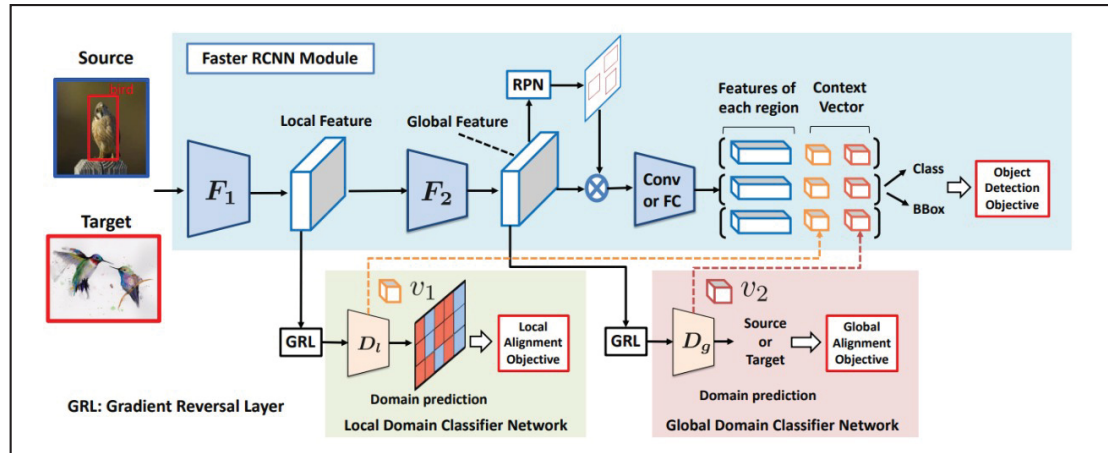 Source
Faster RCNN Module
bird
RPN
Features of
each region
Context
Vector
Local Feature
Global Feature
F1
F2
Conv
or FC
Class
BBox
Object
Detection
Objective
Target
v1
v2
GRL
Dl
Local
Alignment
Objective
GRL
Dg
Source
or
Target
Global
Alignment
Objective
Domain prediction
Domain prediction
GRL: Gradient Reversal Layer
Local Domain Classifier Network
Global Domain Classifier Network